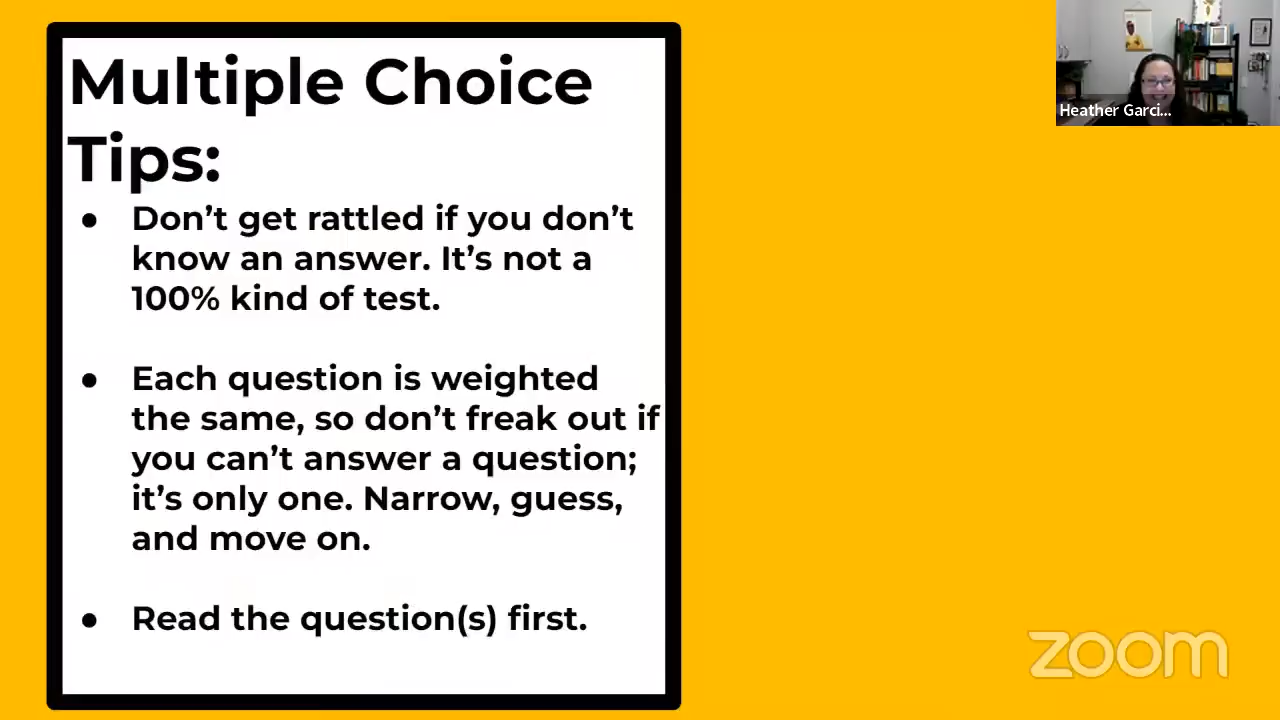 Multiple Choice
Tips:
● Don't get rattled if you don't
know an answer. It's not a
100% kind of test.
● Each question is weighted
the same, so don't freak out if
you can't answer a question;
it's only one. Narrow, guess,
and move on.
● Read the question(s) first.
Heather Garci...
zoom